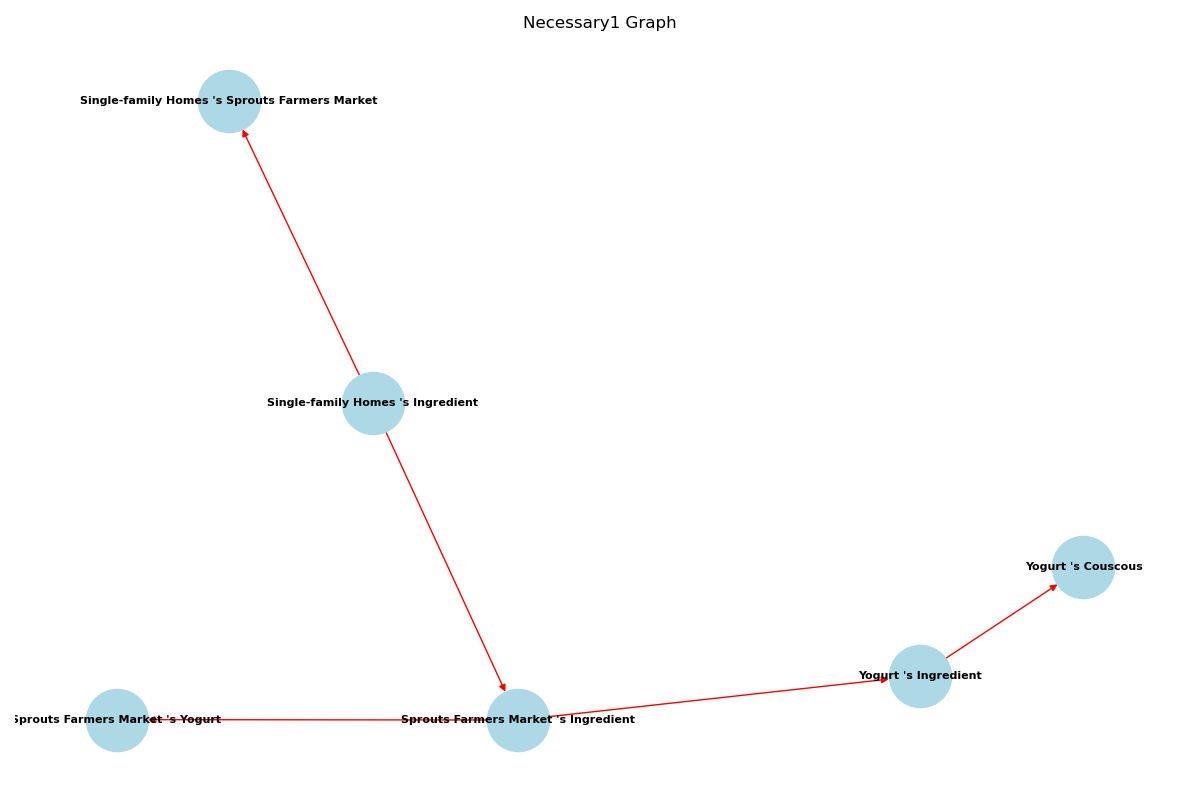 Necessary1 Graph
Single-family Homes 's Sprouts Farmers Market
Single-family Homes 's Ingredient
Yogurt 's Couscous
Yogurt 's Ingredient
Sprouts Farmers Market 's Yogurt
Sprouts Farmers Market 's Ingredient